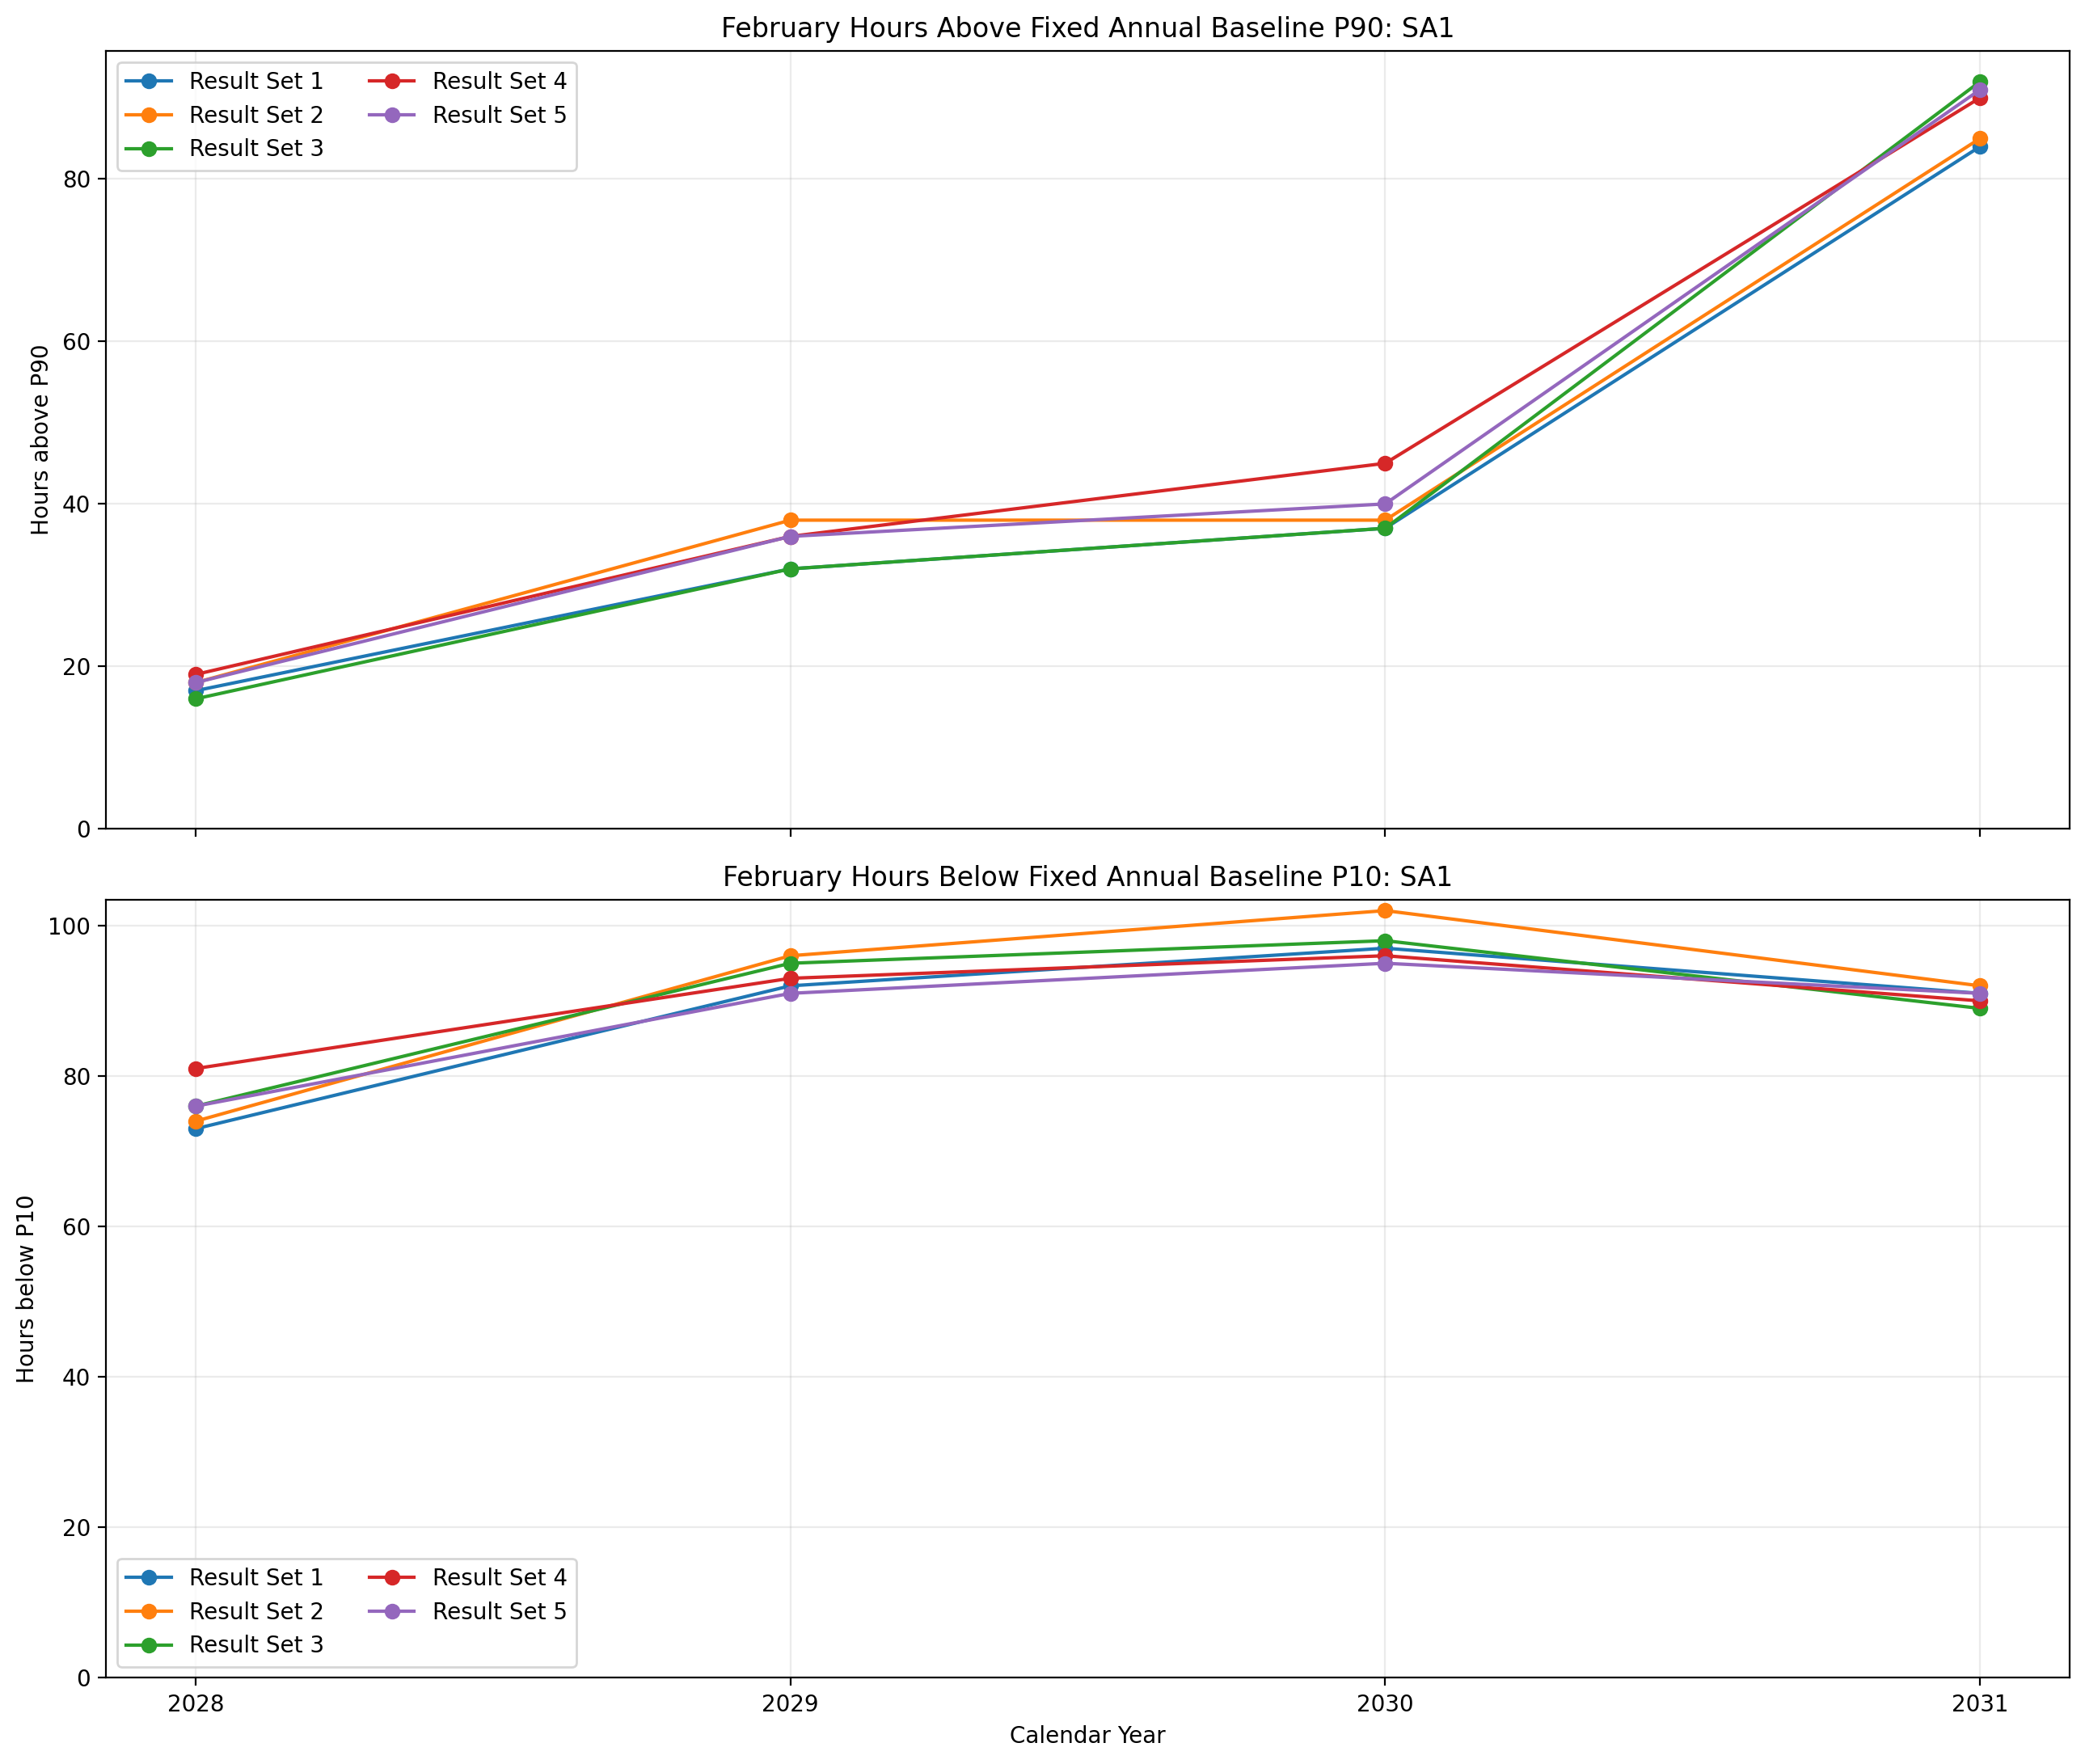 February Hours Above Fixed Annual Baseline P90: SA1
Result Set 1
Result Set 2
Result Set 3
Result Set 4
Result Set 5
Hours above P90
80
60
40
20
0
February Hours Below Fixed Annual Baseline P10: SA1
Hours below P10
100
80
60
40
20
0
Result Set 1
Result Set 2
Result Set 3
Result Set 4
Result Set 5
2028 2029 2030 2031
Calendar Year